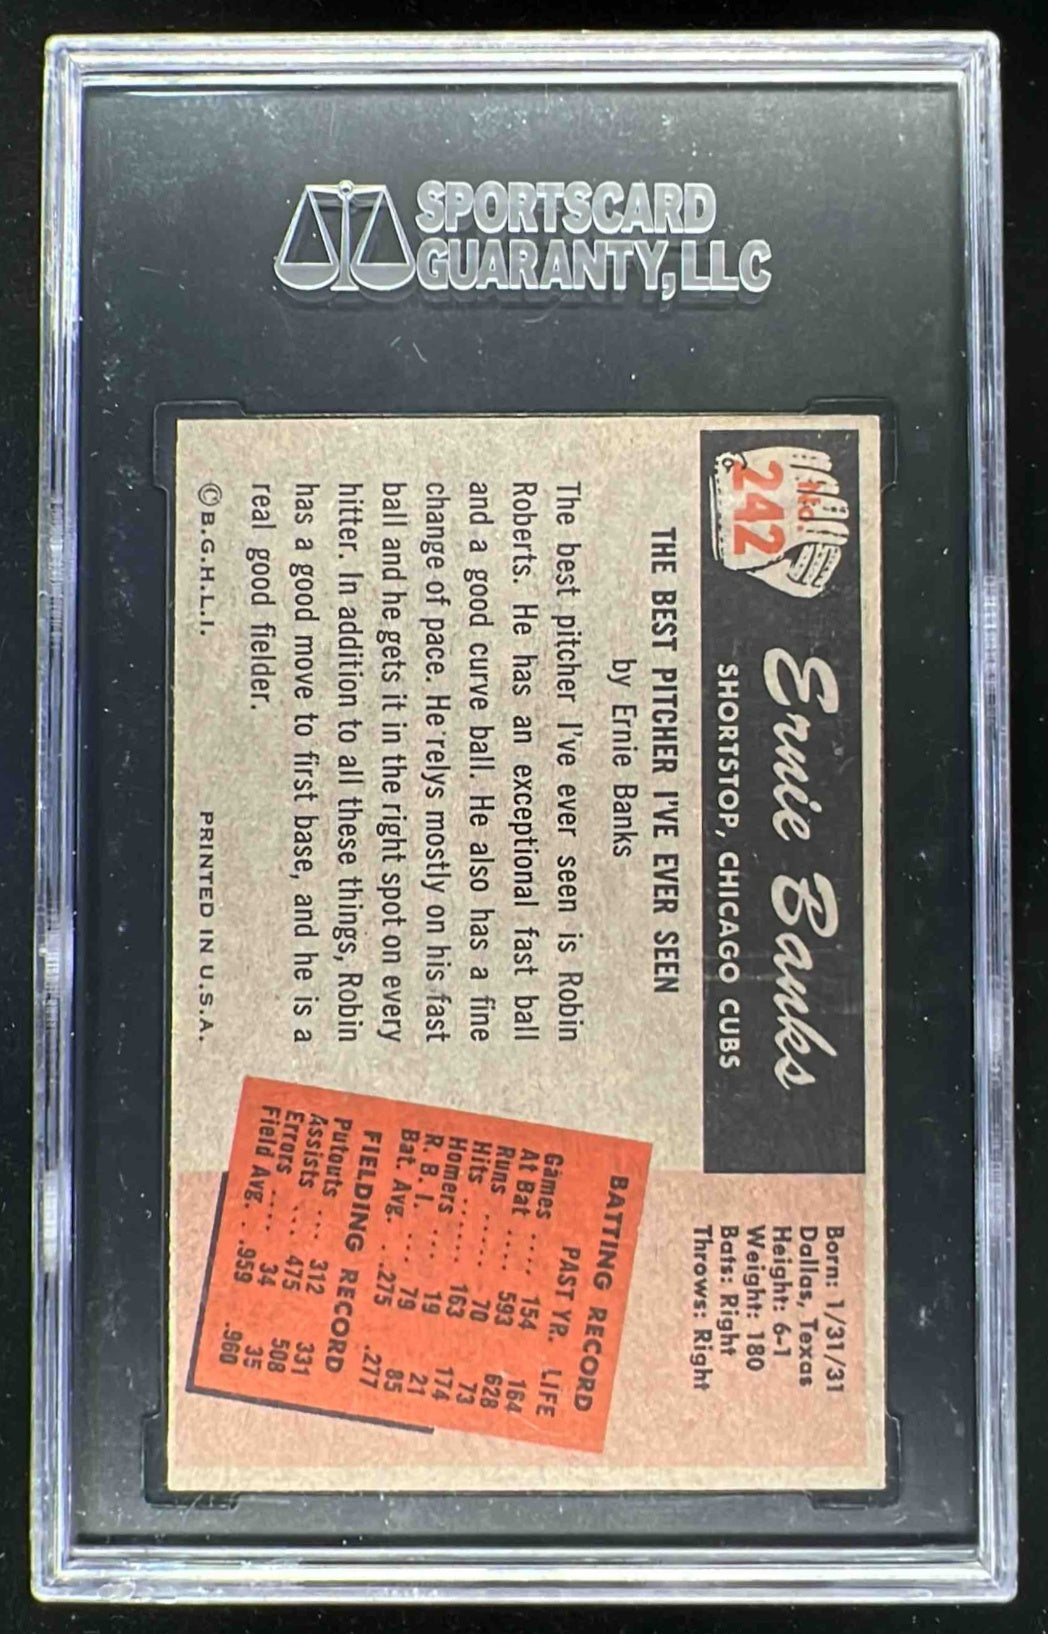 SPORTSCARD
GUARANTY, LLC
No.
242
Ernie Banks
SHORTSTOP, CHICAGO CUBS
Born: 1/31/31
Dallas, Texas
Height: 6-1
Weight: 180
Bats: Right
Throws: Right
THE BEST PITCHER I'VE EVER SEEN
by Ernie Banks
The best pitcher I've ever seen is Robin
Roberts. He has an exceptional fast ball
and a good curve ball. He also has a fine
change of pace. He relys mostly on his fast
ball and he gets it in the right spot on every
hitter. In addition to all these things, Robin
has a good move to first base, and he is a
real good fielder.
©B.G.H.L.I. PRINTED IN U.S.A.
BATTING RECORD
PAST YR. LIFE
Games .... 154 164
At Bat .... 593 628
Runs ..... 70 73
Hits ..... 163 174
Homers ... 19 21
R. B. I. ... 79 85
Bat. Avg. . .275 .277
FIELDING RECORD
Putouts ... 312 331
Assists ... 475 508
Errors .... 34 35
Field Avg. . .959 .960